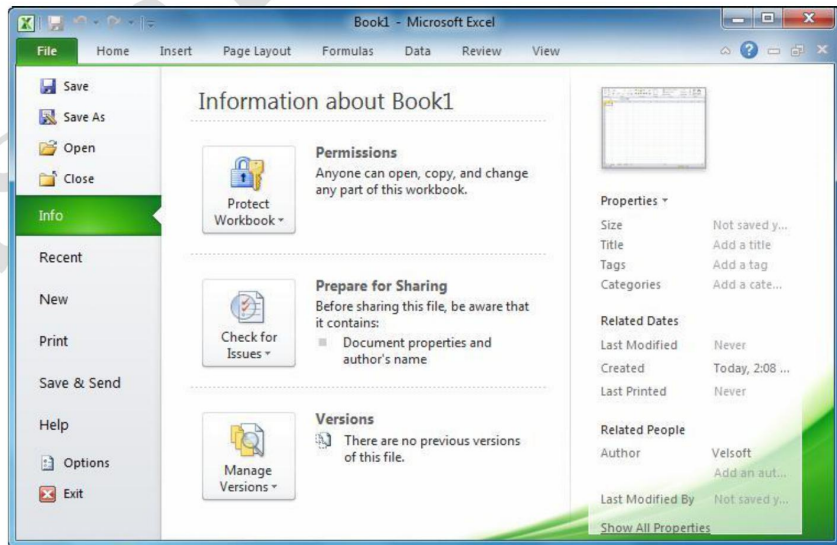 Book1 - Microsoft Excel
File Home Insert Page Layout Formulas Data Review View
Save
Save As
Open
Close
Info
Recent
New
Print
Save & Send
Help
Options
Exit
Information about Book1
Protect
Workbook
Permissions
Anyone can open, copy, and change
any part of this workbook.
Check for
Issues
Prepare for Sharing
Before sharing this file, be aware that
it contains:
Document properties and
author's name
Manage
Versions
Versions
There are no previous versions
of this file.
Properties
Size Not saved y...
Title Add a title
Tags Add a tag
Categories Add a cate...
Related Dates
Last Modified Never
Created Today, 2:08 ...
Last Printed Never
Related People
Author Velsoft
Add an aut...
Last Modified By Not saved y...
Show All Properties